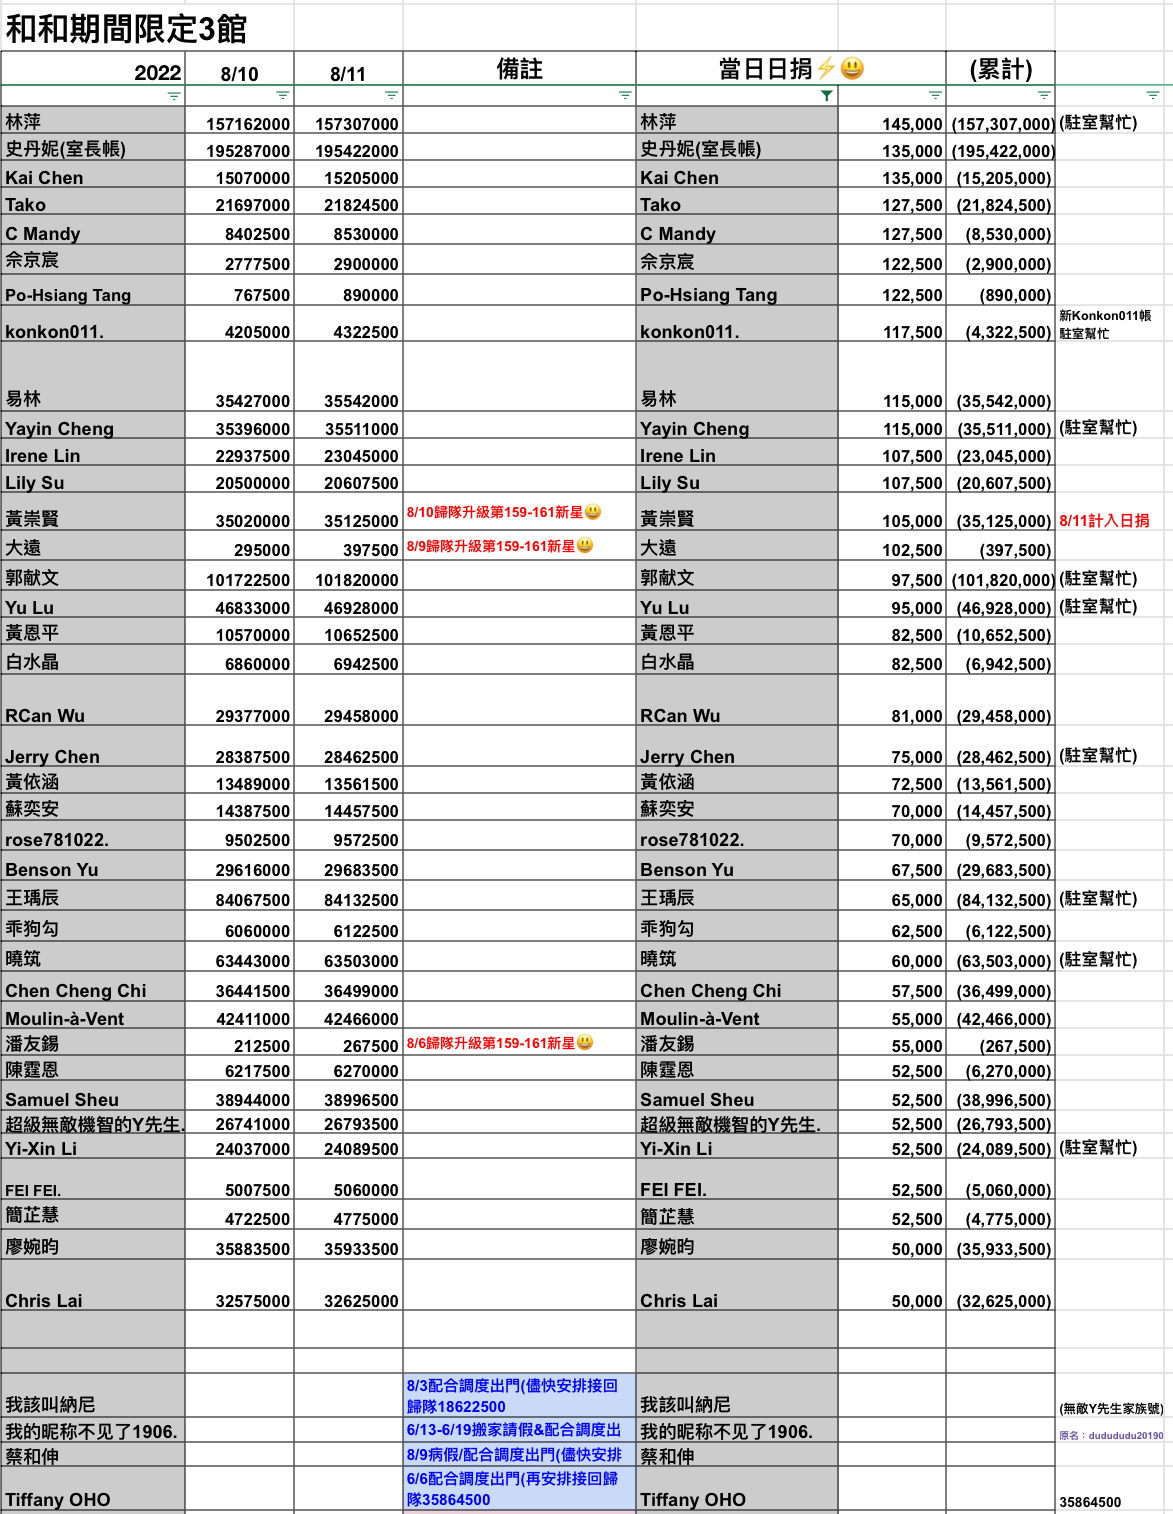 和和期間限定3館
2022 8/10 8/11 備註 當日日捐⚡😃 (累計)
林萍 157162000 157307000 林萍 145,000 (157,307,000) (駐室幫忙)
史丹妮(室長帳) 195287000 195422000 史丹妮(室長帳) 135,000 (195,422,000)
Kai Chen 15070000 15205000 Kai Chen 135,000 (15,205,000)
Tako 21697000 21824500 Tako 127,500 (21,824,500)
C Mandy 8402500 8530000 C Mandy 127,500 (8,530,000)
佘京宸 2777500 2900000 佘京宸 122,500 (2,900,000)
Po-Hsiang Tang 767500 890000 Po-Hsiang Tang 122,500 (890,000)
konkon011. 4205000 4322500 konkon011. 117,500 (4,322,500) 新Konkon011帳
駐室幫忙
易林 35427000 35542000 易林 115,000 (35,542,000)
Yayin Cheng 35396000 35511000 Yayin Cheng 115,000 (35,511,000) (駐室幫忙)
Irene Lin 22937500 23045000 Irene Lin 107,500 (23,045,000)
Lily Su 20500000 20607500 Lily Su 107,500 (20,607,500)
黃崇賢 35020000 35125000 8/10歸隊升級第159-161新星😃 黃崇賢 105,000 (35,125,000) 8/11計入日捐
大遠 295000 397500 8/9歸隊升級第159-161新星😃 大遠 102,500 (397,500)
郭献文 101722500 101820000 郭献文 97,500 (101,820,000) (駐室幫忙)
Yu Lu 46833000 46928000 Yu Lu 95,000 (46,928,000) (駐室幫忙)
黃恩平 10570000 10652500 黃恩平 82,500 (10,652,500)
白水晶 6860000 6942500 白水晶 82,500 (6,942,500)
RCan Wu 29377000 29458000 RCan Wu 81,000 (29,458,000)
Jerry Chen 28387500 28462500 Jerry Chen 75,000 (28,462,500) (駐室幫忙)
黃依涵 13489000 13561500 黃依涵 72,500 (13,561,500)
蘇奕安 14387500 14457500 蘇奕安 70,000 (14,457,500)
rose781022. 9502500 9572500 rose781022. 70,000 (9,572,500)
Benson Yu 29616000 29683500 Benson Yu 67,500 (29,683,500)
王瑀辰 84067500 84132500 王瑀辰 65,000 (84,132,500) (駐室幫忙)
乖狗勾 6060000 6122500 乖狗勾 62,500 (6,122,500)
曉筑 63443000 63503000 曉筑 60,000 (63,503,000) (駐室幫忙)
Chen Cheng Chi 36441500 36499000 Chen Cheng Chi 57,500 (36,499,000)
Moulin-à-Vent 42411000 42466000 Moulin-à-Vent 55,000 (42,466,000)
潘友錫 212500 267500 8/6歸隊升級第159-161新星😃 潘友錫 55,000 (267,500)
陳霆恩 6217500 6270000 陳霆恩 52,500 (6,270,000)
Samuel Sheu 38944000 38996500 Samuel Sheu 52,500 (38,996,500)
超級無敵機智的Y先生. 26741000 26793500 超級無敵機智的Y先生. 52,500 (26,793,500)
Yi-Xin Li 24037000 24089500 Yi-Xin Li 52,500 (24,089,500) (駐室幫忙)
FEI FEI. 5007500 5060000 FEI FEI. 52,500 (5,060,000)
簡芷慧 4722500 4775000 簡芷慧 52,500 (4,775,000)
廖婉昀 35883500 35933500 廖婉昀 50,000 (35,933,500)
Chris Lai 32575000 32625000 Chris Lai 50,000 (32,625,000)
8/3配合調度出門(儘快安排接回
我該叫納尼 歸隊18622500 我該叫納尼 (無敵Y先生家族號)
我的昵称不见了1906. 6/13-6/19搬家請假&配合調度出 我的昵称不见了1906. 原名：dudududu20190
蔡和伸 8/9病假/配合調度出門(儘快安排 蔡和伸
6/6配合調度出門(再安排接回歸
Tiffany OHO 隊35864500 Tiffany OHO 35864500